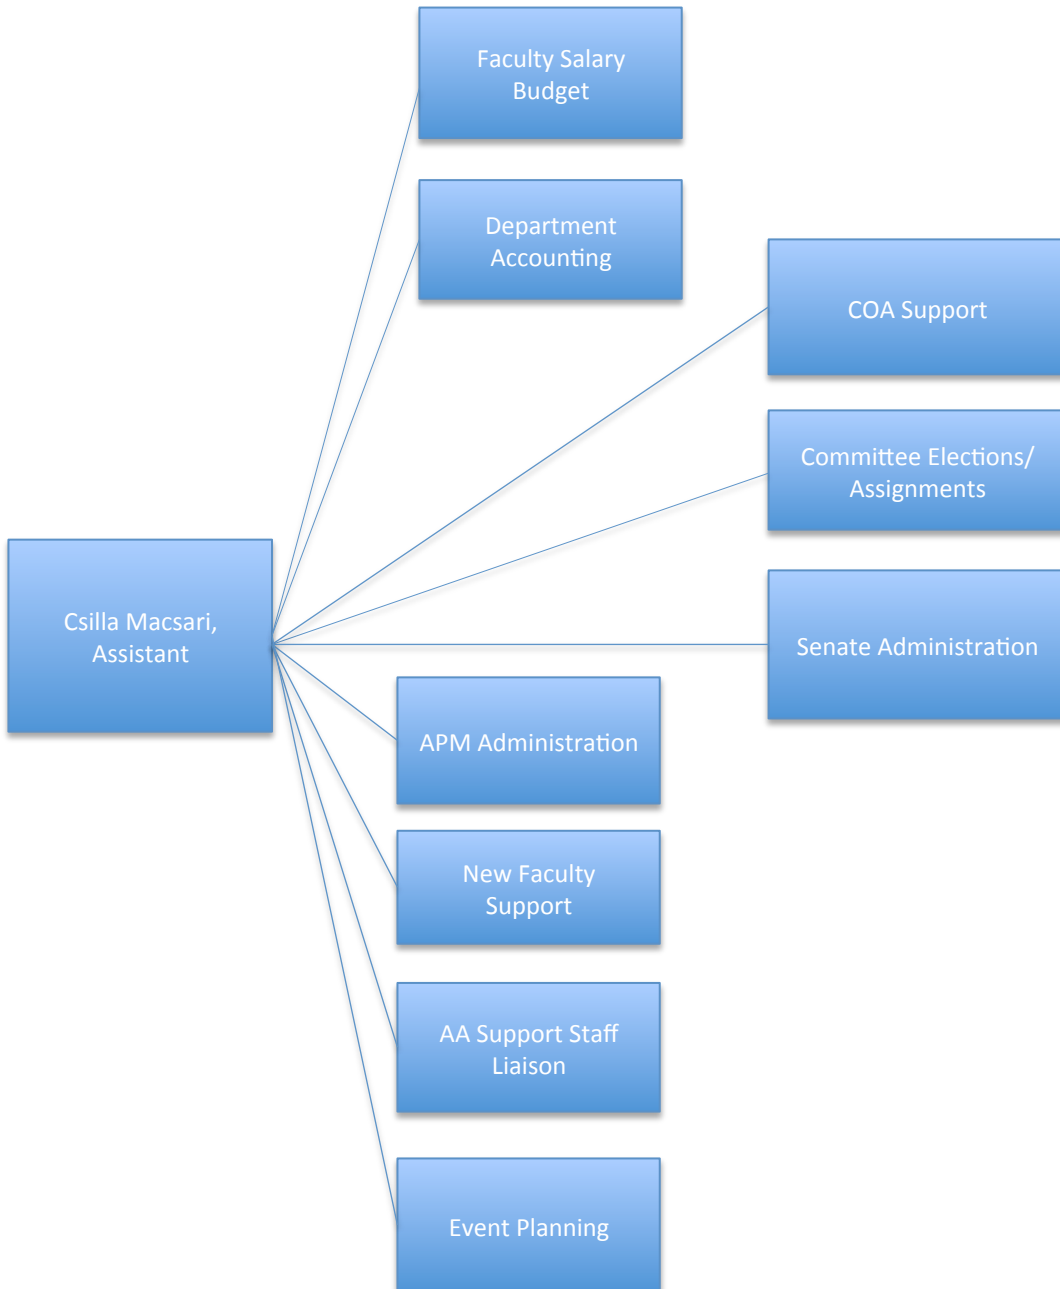 Faculty Salary
Budget
Department
Accounting
COA Support
Committee Elections/
Assignments
Csilla Macsari,
Assistant
Senate Administration
APM Administration
New Faculty
Support
AA Support Staff
Liaison
Event Planning